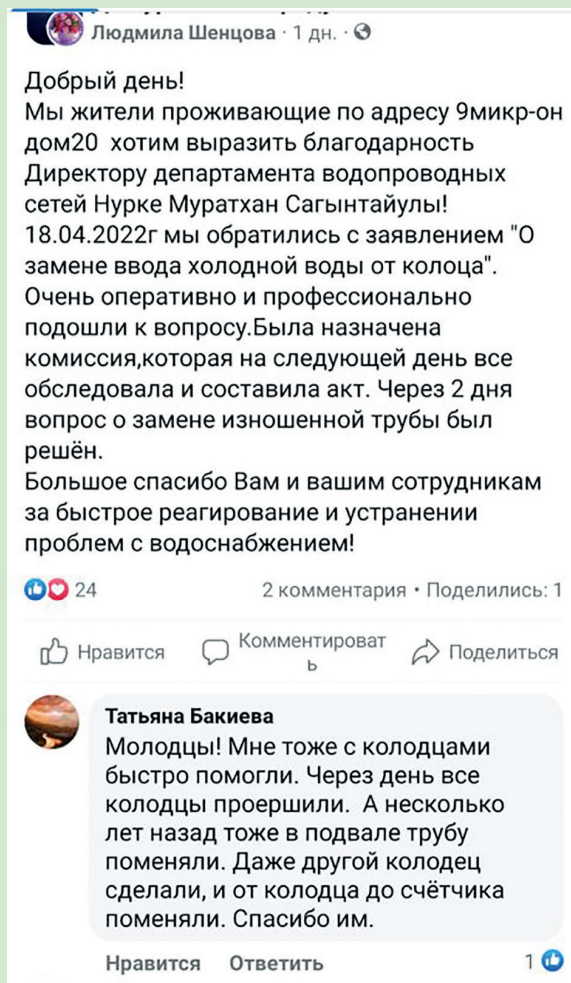 Людмила Шенцова · 1 дн. ·
Добрый день!
Мы жители проживающие по адресу 9микр-он
дом20 хотим выразить благодарность
Директору департамента водопроводных
сетей Нурке Муратхан Сагынтайулы!
18.04.2022г мы обратились с заявлением "О
замене ввода холодной воды от колоца".
Очень оперативно и профессионально
подошли к вопросу.Была назначена
комиссия,которая на следующей день все
обследовала и составила акт. Через 2 дня
вопрос о замене изношенной трубы был
решён.
Большое спасибо Вам и вашим сотрудникам
за быстрое реагирование и устранении
проблем с водоснабжением!
24 2 комментария • Поделились: 1
Нравится Комментироват
ь Поделиться
Татьяна Бакиева
Молодцы! Мне тоже с колодцами
быстро помогли. Через день все
колодцы проершили. А несколько
лет назад тоже в подвале трубу
поменяли. Даже другой колодец
сделали, и от колодца до счётчика
поменяли. Спасибо им.
Нравится Ответить 1